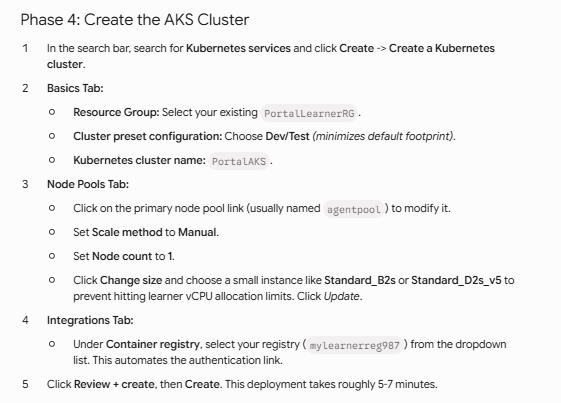 Phase 4: Create the AKS Cluster
1 In the search bar, search for Kubernetes services and click Create -> Create a Kubernetes
cluster.
2 Basics Tab:
o Resource Group: Select your existing PortalLearnerRG .
o Cluster preset configuration: Choose Dev/Test (minimizes default footprint).
o Kubernetes cluster name: PortalAKS .
3 Node Pools Tab:
o Click on the primary node pool link (usually named agentpool ) to modify it.
o Set Scale method to Manual.
o Set Node count to 1.
o Click Change size and choose a small instance like Standard_B2s or Standard_D2s_v5 to
prevent hitting learner vCPU allocation limits. Click Update.
4 Integrations Tab:
o Under Container registry, select your registry ( mylearnerreg987 ) from the dropdown
list. This automates the authentication link.
5 Click Review + create, then Create. This deployment takes roughly 5-7 minutes.